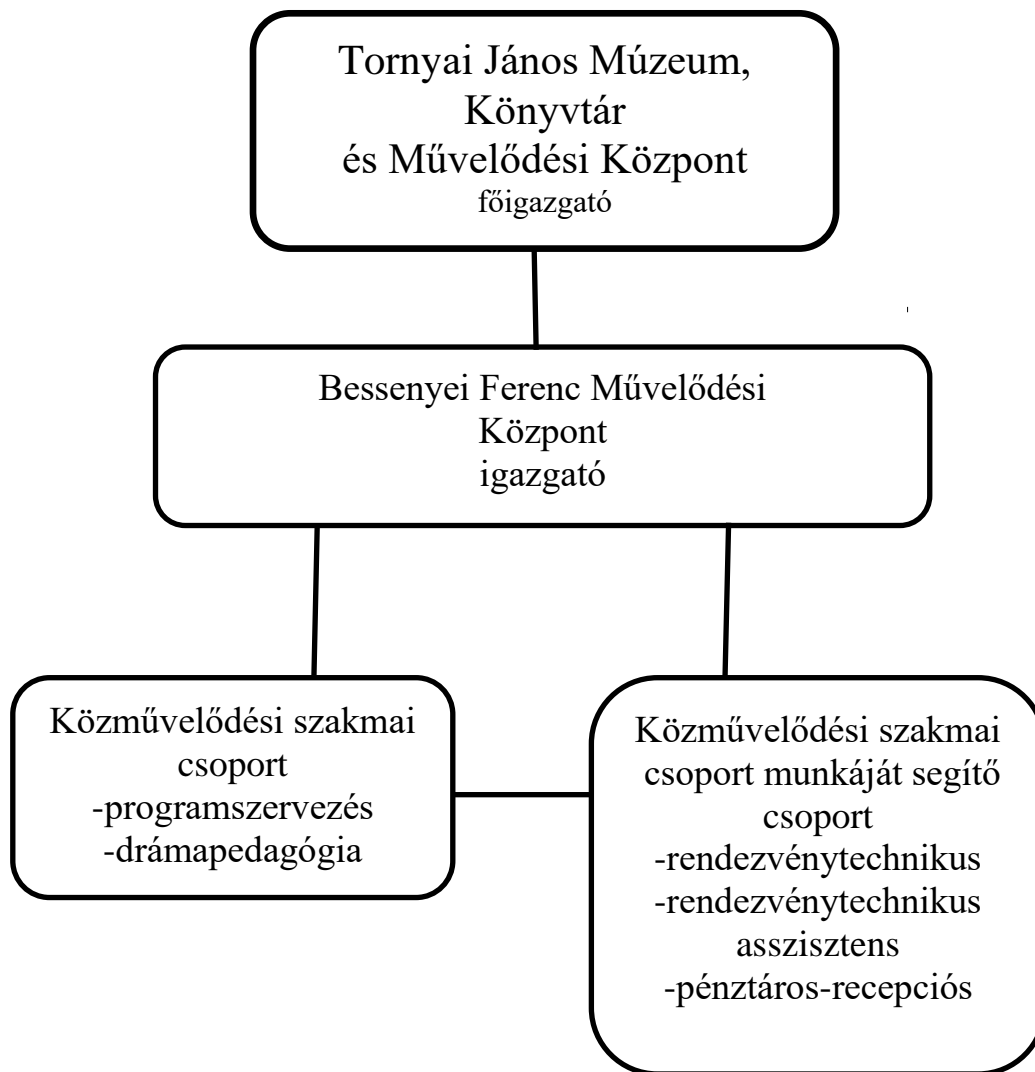 Tornyai János Múzeum,
Könyvtár
és Művelődési Központ
főigazgató
Bessenyei Ferenc Művelődési
Központ
igazgató
Közművelődési szakmai
csoport
-programszervezés
-drámapedagógia
Közművelődési szakmai
csoport munkáját segítő
csoport
-rendezvénytechnikus
-rendezvénytechnikus
asszisztens
-pénztáros-recepciós